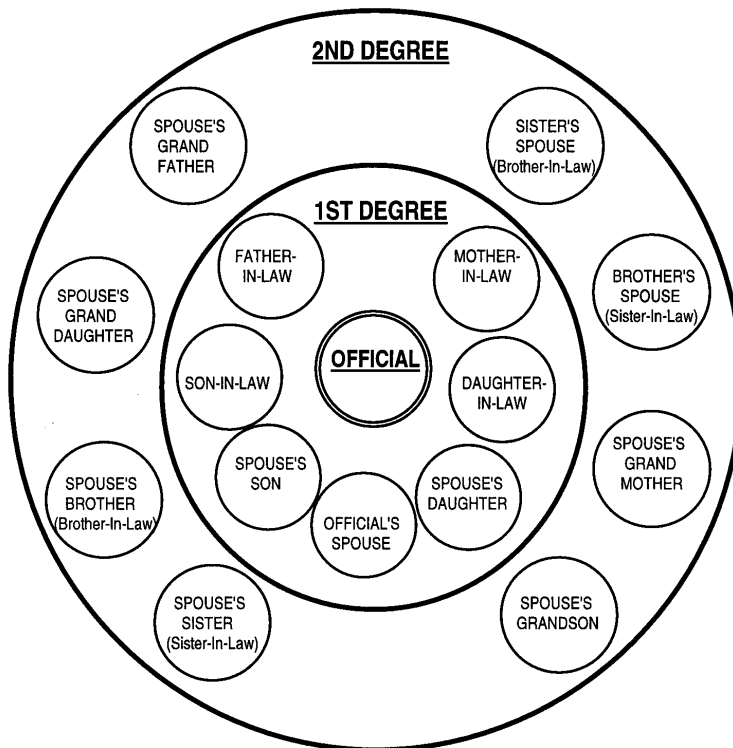 2ND DEGREE
SPOUSE'S
GRAND
FATHER
SISTER'S
SPOUSE
(Brother-In-Law)
1ST DEGREE
FATHER-
IN-LAW
MOTHER-
IN-LAW
SPOUSE'S
GRAND
DAUGHTER
BROTHER'S
SPOUSE
(Sister-In-Law)
OFFICIAL
SON-IN-LAW
DAUGHTER-
IN-LAW
SPOUSE'S
SON
SPOUSE'S
DAUGHTER
SPOUSE'S
BROTHER
(Brother-In-Law)
SPOUSE'S
GRAND
MOTHER
OFFICIAL'S
SPOUSE
SPOUSE'S
SISTER
(Sister-In-Law)
SPOUSE'S
GRANDSON